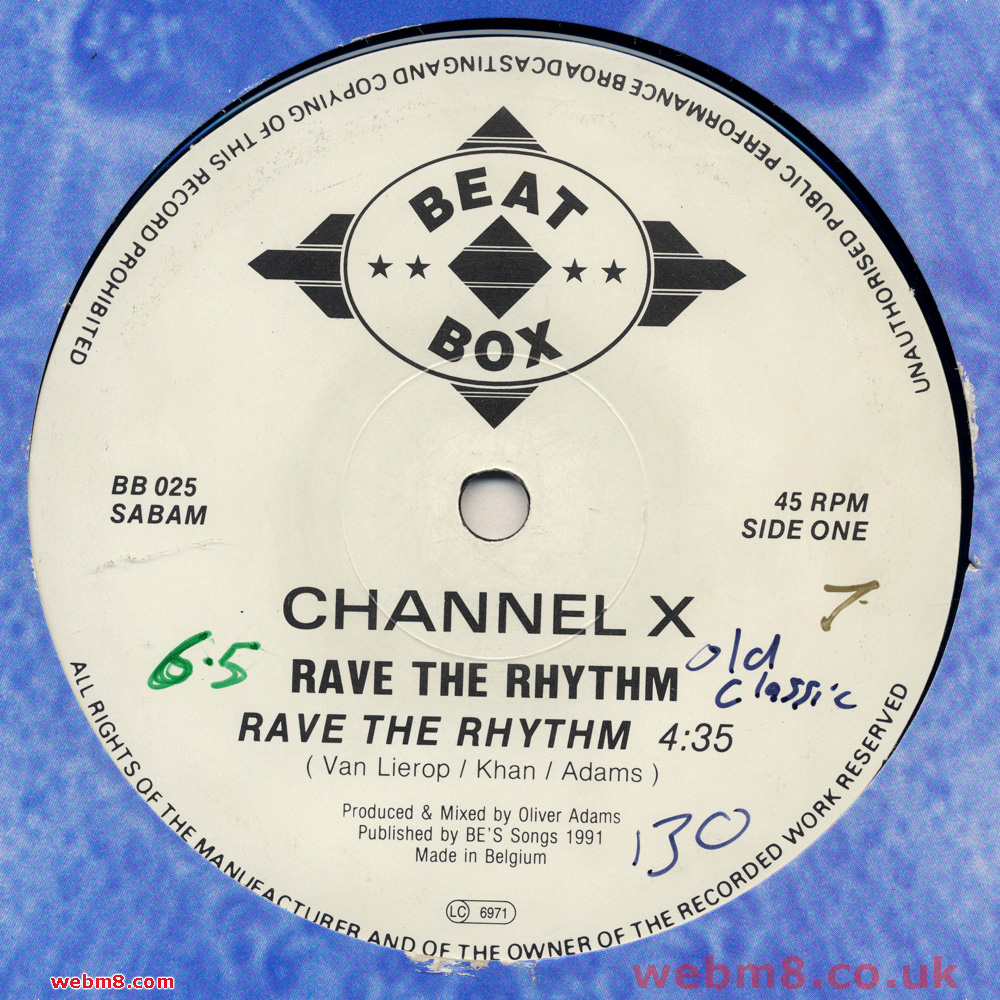 UNAUTHORISED PUBLIC PERFORMANCE BROADCASTING AND COPYING OF THIS RECORD PROHIBITED
BEAT
BOX
BB 025
SABAM
45 RPM
SIDE ONE
CHANNEL X
7.
6.5
RAVE THE RHYTHM
old
classic
RAVE THE RHYTHM 4:35
( Van Lierop / Khan / Adams )
Produced & Mixed by Oliver Adams
Published by BE'S Songs 1991
Made in Belgium
130
LC 6971
ALL RIGHTS OF THE MANUFACTURER AND OF THE OWNER OF THE RECORDED WORK RESERVED
webm8.com
webm8.co.uk